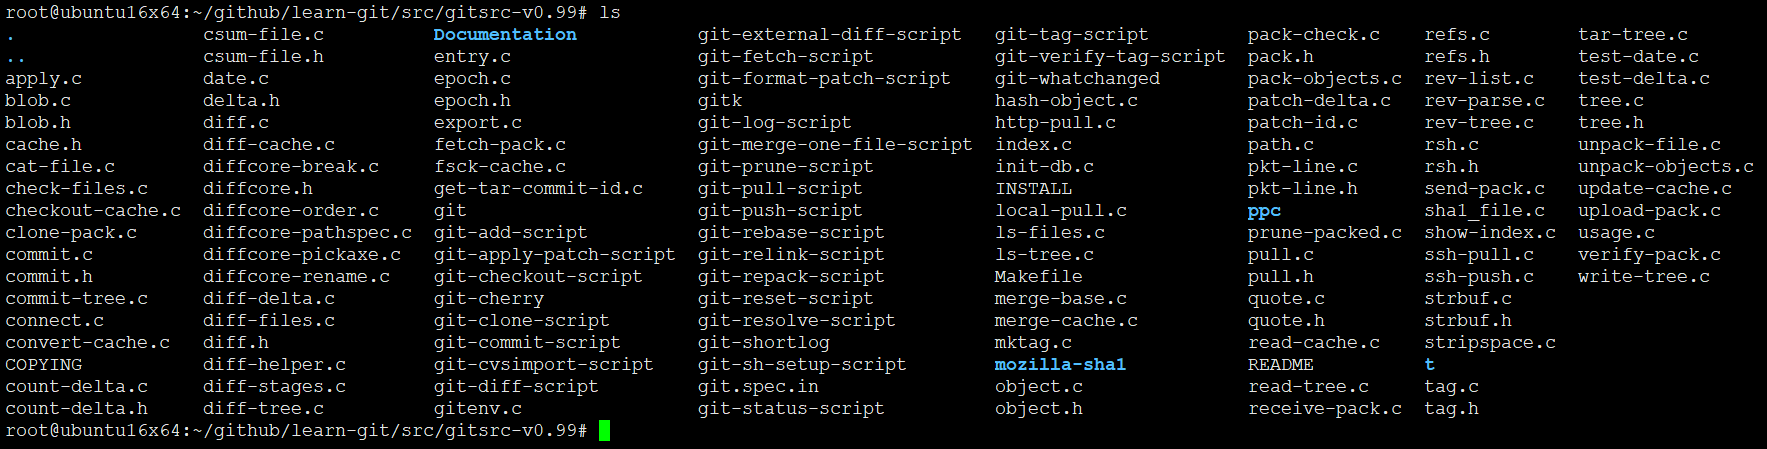 root@ubuntu16x64:~/github/learn-git/src/gitsrc-v0.99# ls
. csum-file.c Documentation git-external-diff-script git-tag-script pack-check.c refs.c tar-tree.c
.. csum-file.h entry.c git-fetch-script git-verify-tag-script pack.h refs.h test-date.c
apply.c date.c epoch.c git-format-patch-script git-whatchanged pack-objects.c rev-list.c test-delta.c
blob.c delta.h epoch.h gitk hash-object.c patch-delta.c rev-parse.c tree.c
blob.h diff.c export.c git-log-script http-pull.c patch-id.c rev-tree.c tree.h
cache.h diff-cache.c fetch-pack.c git-merge-one-file-script index.c path.c rsh.c unpack-file.c
cat-file.c diffcore-break.c fsck-cache.c git-prune-script init-db.c pkt-line.c rsh.h unpack-objects.c
check-files.c diffcore.h get-tar-commit-id.c git-pull-script INSTALL pkt-line.h send-pack.c update-cache.c
checkout-cache.c diffcore-order.c git git-push-script local-pull.c ppc sha1_file.c upload-pack.c
clone-pack.c diffcore-pathspec.c git-add-script git-rebase-script ls-files.c prune-packed.c show-index.c usage.c
commit.c diffcore-pickaxe.c git-apply-patch-script git-relink-script ls-tree.c pull.c ssh-pull.c verify-pack.c
commit.h diffcore-rename.c git-checkout-script git-repack-script Makefile pull.h ssh-push.c write-tree.c
commit-tree.c diff-delta.c git-cherry git-reset-script merge-base.c quote.c strbuf.c
connect.c diff-files.c git-clone-script git-resolve-script merge-cache.c quote.h strbuf.h
convert-cache.c diff.h git-commit-script git-shortlog mktag.c read-cache.c stripspace.c
COPYING diff-helper.c git-cvsimport-script git-sh-setup-script mozilla-sha1 README t
count-delta.c diff-stages.c git-diff-script git.spec.in object.c read-tree.c tag.c
count-delta.h diff-tree.c gitenv.c git-status-script object.h receive-pack.c tag.h
root@ubuntu16x64:~/github/learn-git/src/gitsrc-v0.99#